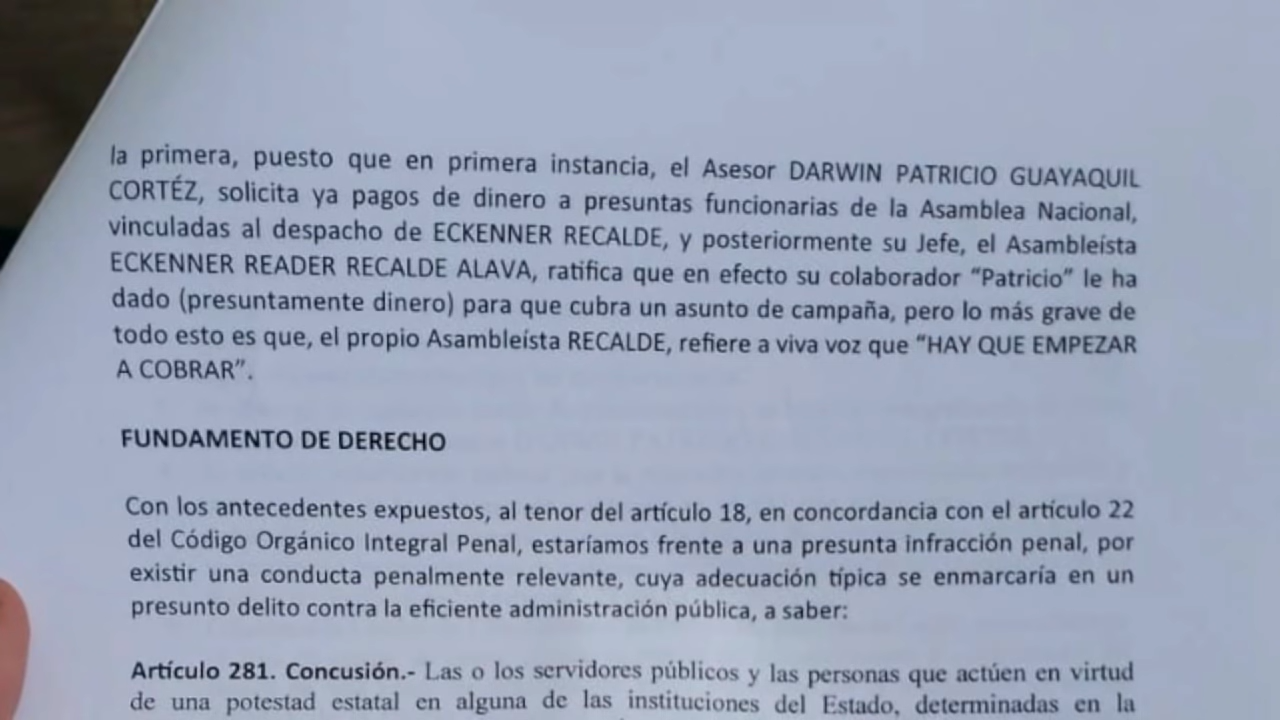 la primera, puesto que en primera instancia, el Asesor DARWIN PATRICIO GUAYAQUIL
CORTÉZ, solicita ya pagos de dinero a presuntas funcionarias de la Asamblea Nacional,
vinculadas al despacho de ECKENNER RECALDE, y posteriormente su Jefe, el Asambleísta
ECKENNER READER RECALDE ALAVA, ratifica que en efecto su colaborador “Patricio” le ha
dado (presuntamente dinero) para que cubra un asunto de campaña, pero lo más grave de
todo esto es que, el propio Asambleísta RECALDE, refiere a viva voz que “HAY QUE EMPEZAR
A COBRAR”.
FUNDAMENTO DE DERECHO
Con los antecedentes expuestos, al tenor del artículo 18, en concordancia con el artículo 22
del Código Orgánico Integral Penal, estaríamos frente a una presunta infracción penal, por
existir una conducta penalmente relevante, cuya adecuación típica se enmarcaría en un
presunto delito contra la eficiente administración pública, a saber:
Artículo 281. Concusión.- Las o los servidores públicos y las personas que actúen en virtud
de una potestad estatal en alguna de las instituciones del Estado, determinadas en la